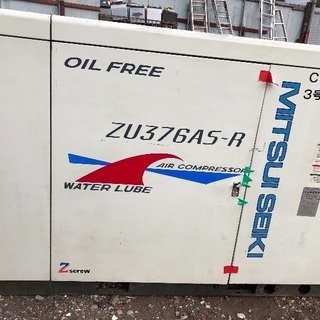 OIL FREE
C
3号
ZU376AS-R
MITSUI SEIKI
AIR COMPRESSOR
WATER LUBE
Z screw